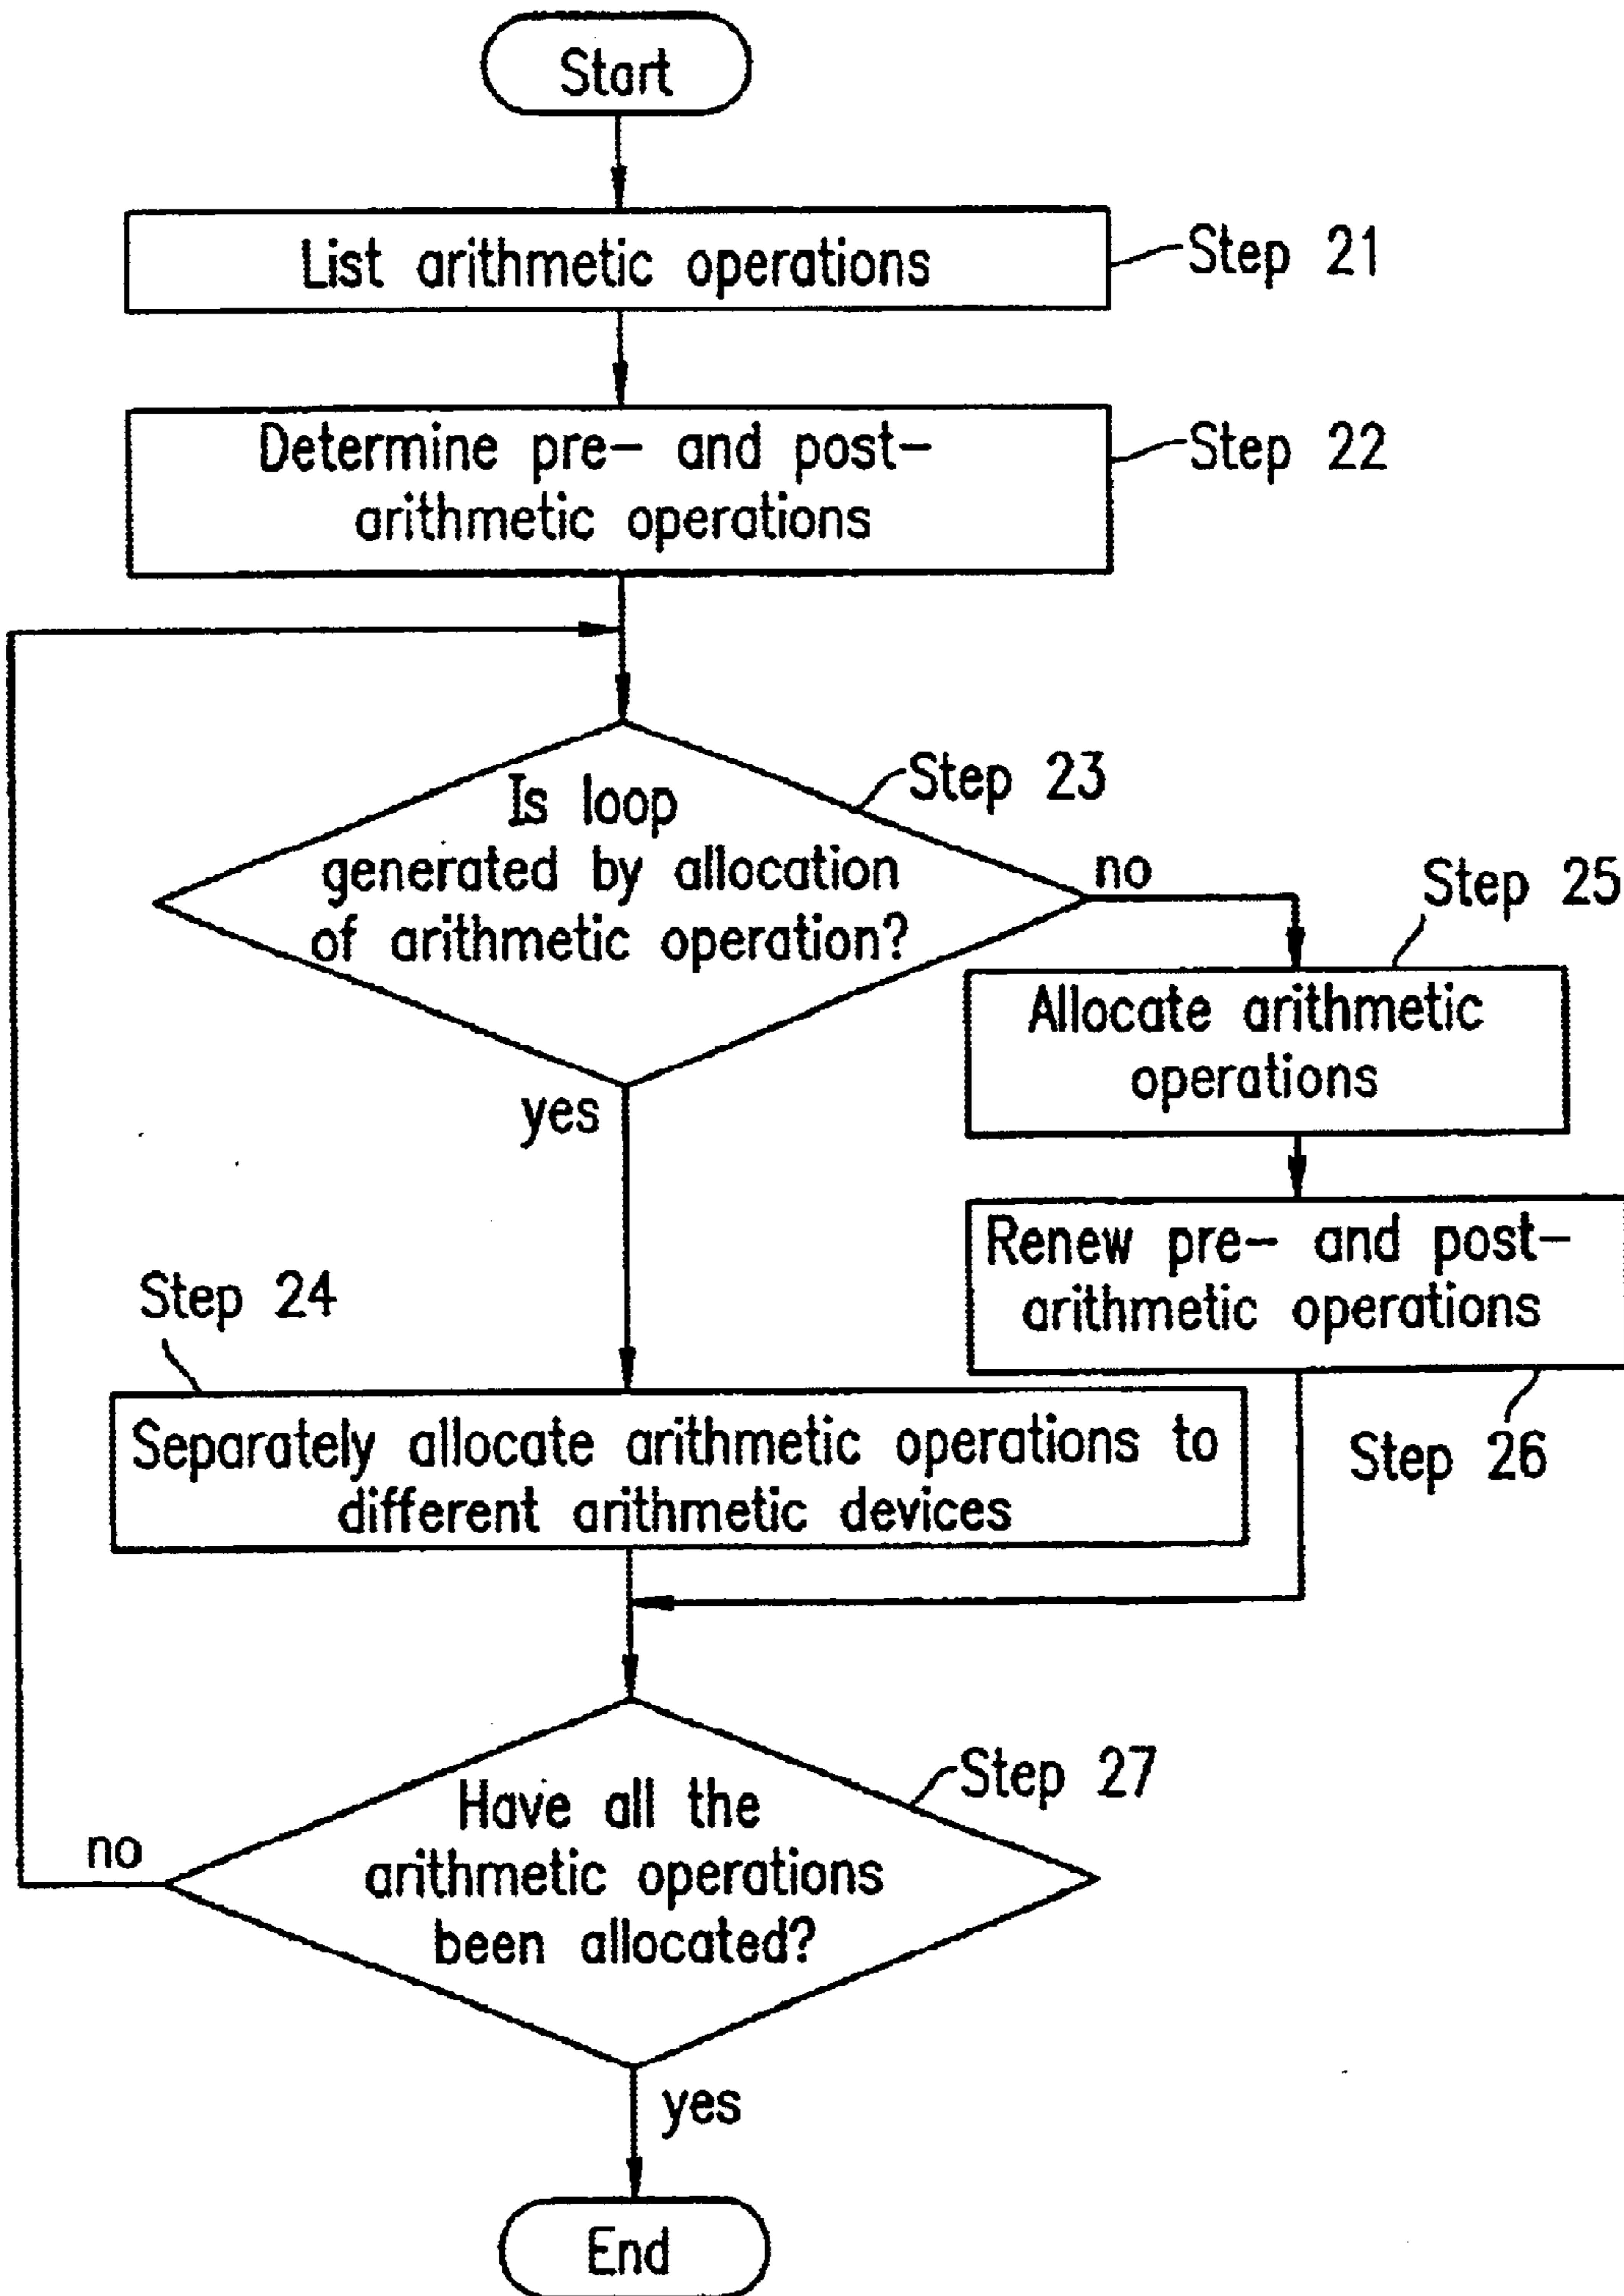 Start
List arithmetic operations
Step 21
Determine pre- and post-
arithmetic operations
Step 22
Is loop
generated by allocation
of arithmetic operation?
Step 23
no
yes
Step 25
Allocate arithmetic
operations
Renew pre- and post-
arithmetic operations
Step 26
Step 24
Separately allocate arithmetic operations to
different arithmetic devices
Have all the
arithmetic operations
been allocated?
Step 27
no
yes
End